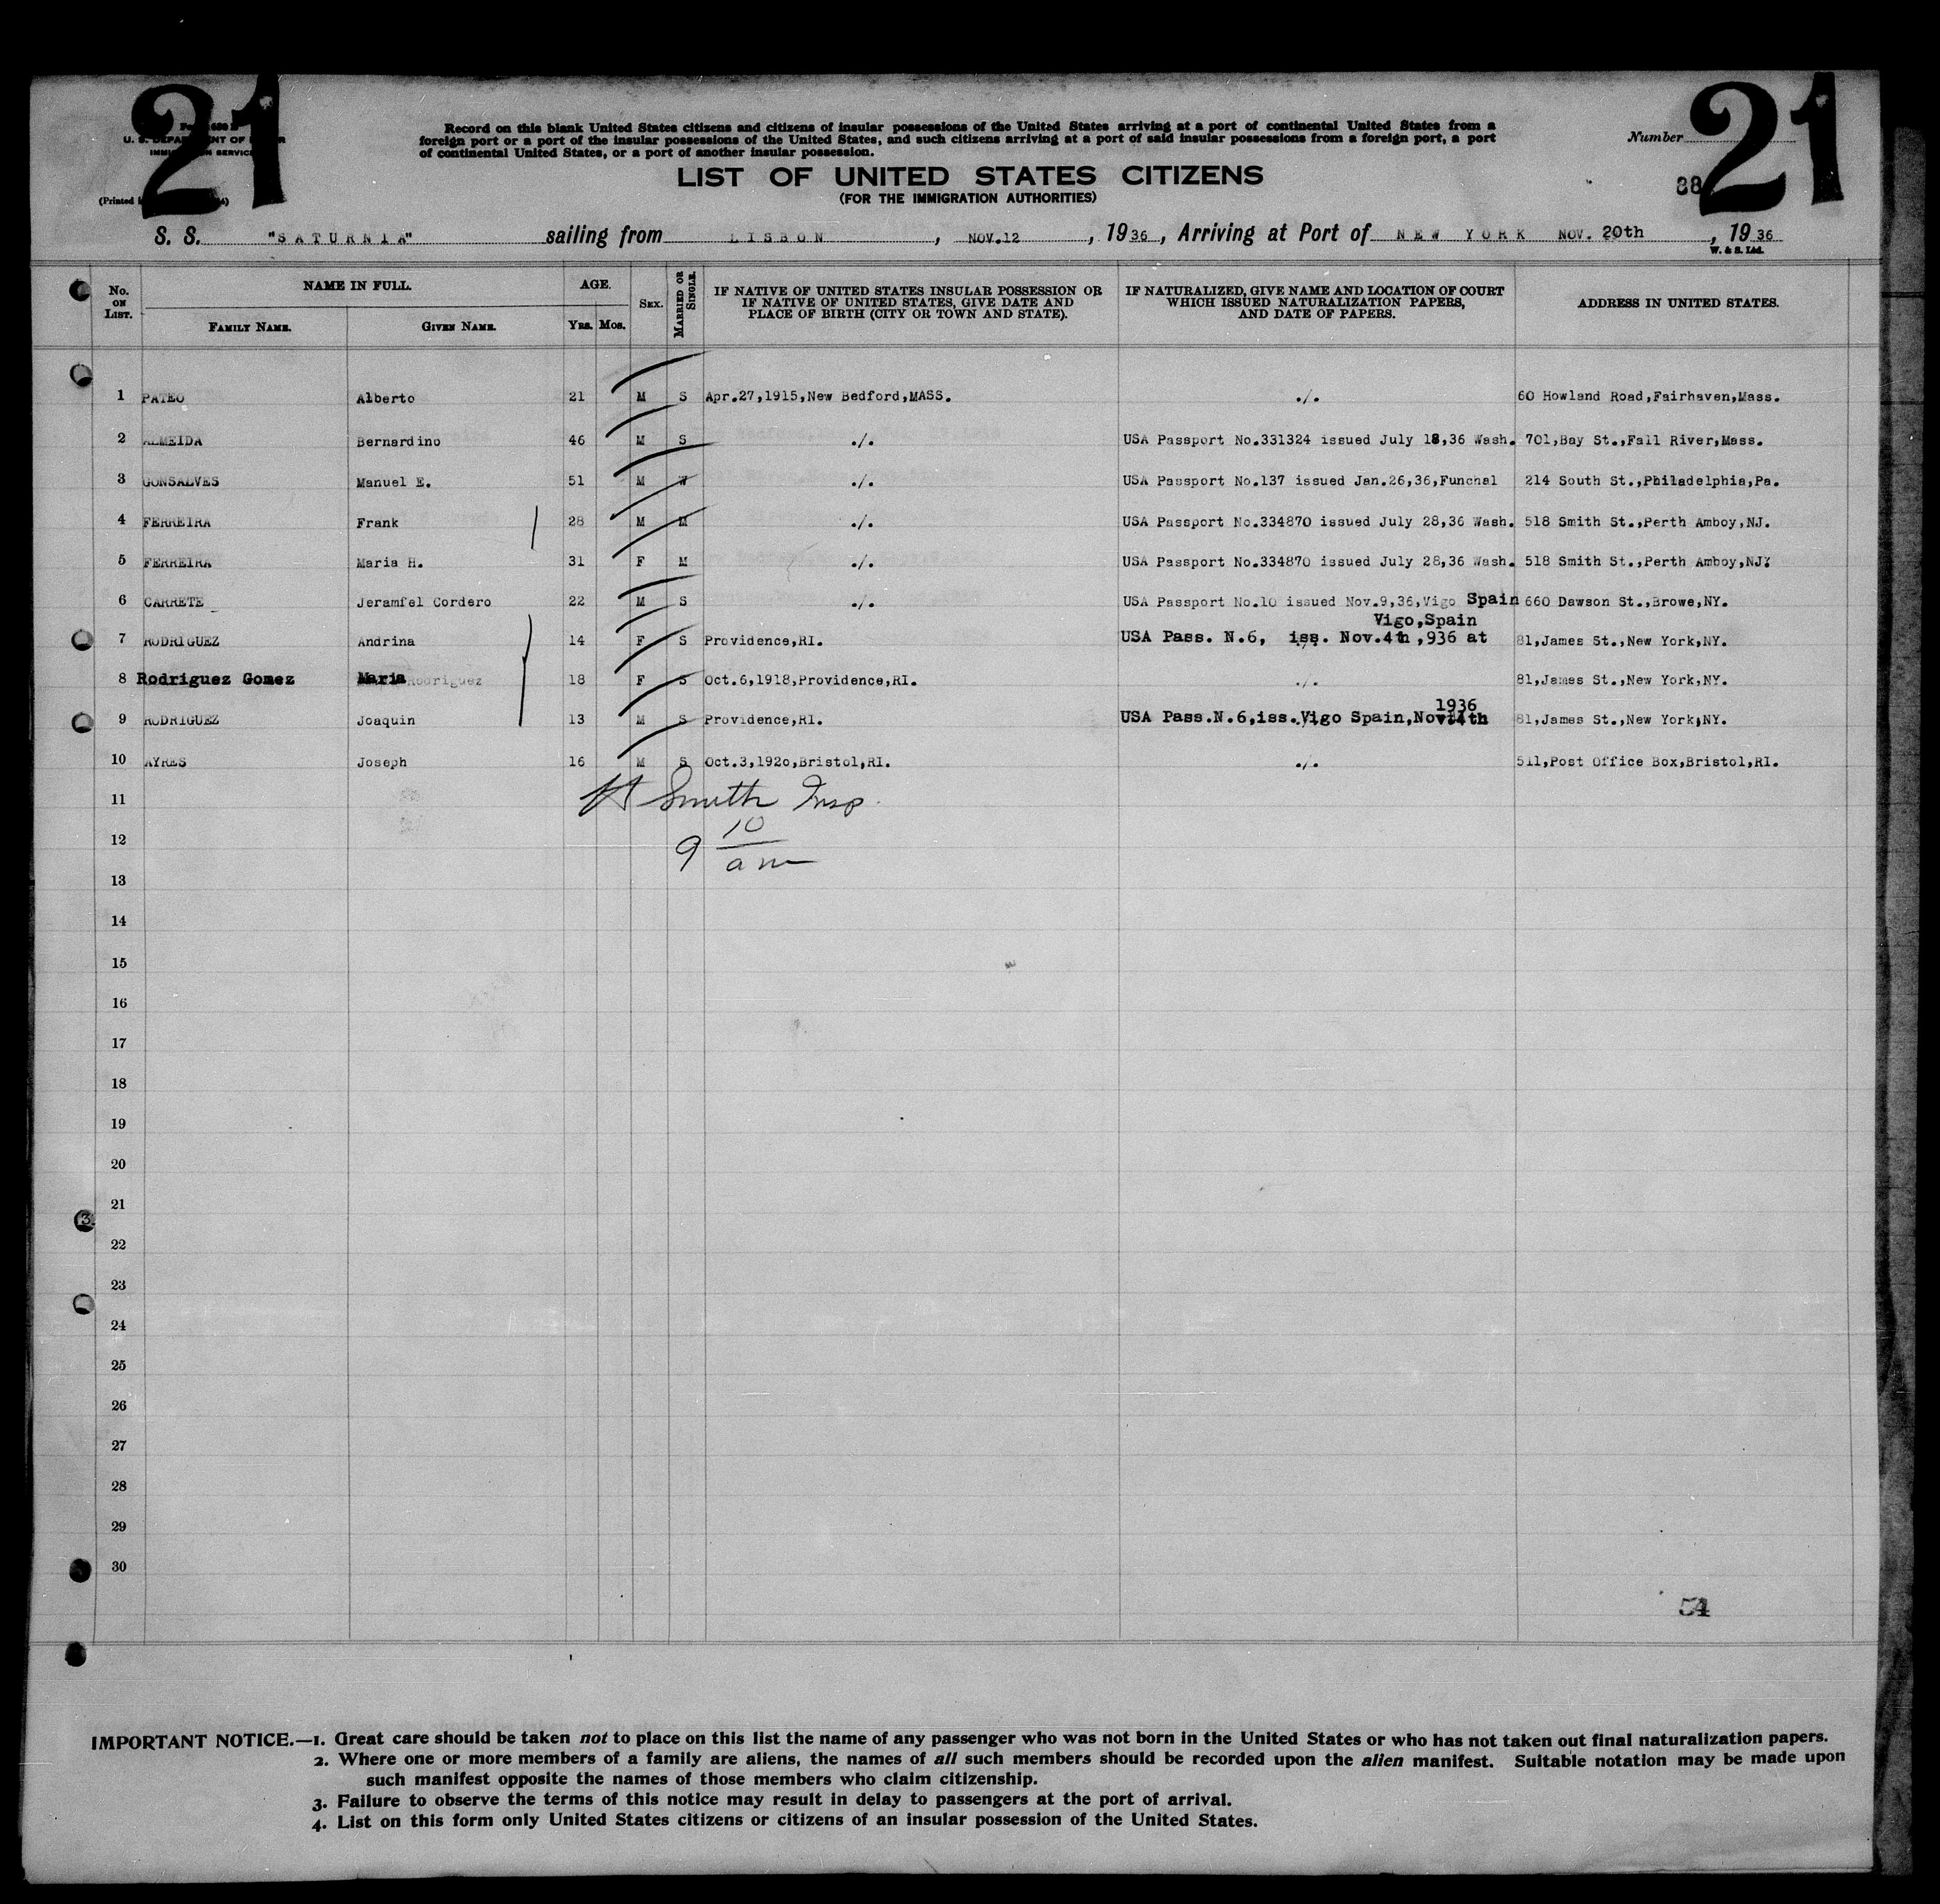 21
21
U. S. DEPARTMENT OF
IMMIGRATION SERVICE
(Printed
Record on this blank United States citizens and citizens of insular possessions of the United States arriving at a port of continental United States from a
foreign port or a port of the insular possessions of the United States, and such citizens arriving at a port of said insular possessions from a foreign port, a port
of continental United States, or a port of another insular possession.
Number
LIST OF UNITED STATES CITIZENS
(FOR THE IMMIGRATION AUTHORITIES)
88
S. S. "SATURNIA" sailing from LISBON, NOV.12, 1936, Arriving at Port of NEW YORK NOV. 20th, 1936
W. & S. Ltd.
No. ON LIST. NAME IN FULL. FAMILY NAME. GIVEN NAME. AGE. YRS. MOS. SEX. MARRIED OR SINGLE. IF NATIVE OF UNITED STATES INSULAR POSSESSION OR IF NATIVE OF UNITED STATES, GIVE DATE AND PLACE OF BIRTH (CITY OR TOWN AND STATE). IF NATURALIZED, GIVE NAME AND LOCATION OF COURT WHICH ISSUED NATURALIZATION PAPERS, AND DATE OF PAPERS. ADDRESS IN UNITED STATES.
1 PATEO Alberto 21 M S Apr.27,1915,New Bedford,MASS. ./. 60 Howland Road,Fairhaven,Mass.
2 ALMEIDA Bernardino 46 M S ./. USA Passport No.331324 issued July 18,36 Wash. 701,Bay St.,Fall River,Mass.
3 GONSALVES Manuel E. 51 M W ./. USA Passport No.137 issued Jan.26,36,Funchal 214 South St.,Philadelphia,Pa.
4 FERREIRA Frank 28 M M ./. USA Passport No.334870 issued July 28,36 Wash. 518 Smith St.,Perth Amboy,NJ.
5 FERREIRA Maria H. 31 F M ./. USA Passport No.334870 issued July 28,36 Wash. 518 Smith St.,Perth Amboy,NJ.
6 CARRETE Jeramfel Cordero 22 M S ./. USA Passport No.10 issued Nov.9,36,Vigo Spain 660 Dawson St.,Browe,NY.
Vigo,Spain
7 RODRIGUEZ Andrina 14 F S Providence,RI. USA Pass. N.6, iss. Nov.4th ,936 at 81,James St.,New York,NY.
8 Rodriguez Gomez Maria Rodriguez 18 F S Oct.6,1918,Providence,RI. ./. 81,James St.,New York,NY.
1936
9 RODRIGUEZ Joaquin 13 M S Providence,RI. USA Pass.N.6,iss.Vigo Spain,Nov.4th 81,James St.,New York,NY.
10 AYRES Joseph 16 M S Oct.3,192o,Bristol,RI. ./. 511,Post Office Box,Bristol,RI.
11 Smith Insp.
12 9 10/am
13
14
15
16
17
18
19
20
21
22
23
24
25
26
27
28
29
30
3
54
IMPORTANT NOTICE.—1. Great care should be taken not to place on this list the name of any passenger who was not born in the United States or who has not taken out final naturalization papers.
2. Where one or more members of a family are aliens, the names of all such members should be recorded upon the alien manifest. Suitable notation may be made upon
such manifest opposite the names of those members who claim citizenship.
3. Failure to observe the terms of this notice may result in delay to passengers at the port of arrival.
4. List on this form only United States citizens or citizens of an insular possession of the United States.